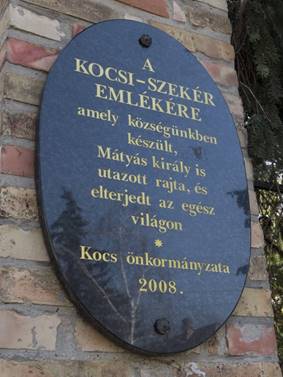 A
KOCSI-SZEKÉR
EMLÉKÉRE
amely községünkben
készült,
Mátyás király is
utazott rajta, és
elterjedt az egész
világon
*
Kocs önkormányzata
2008.